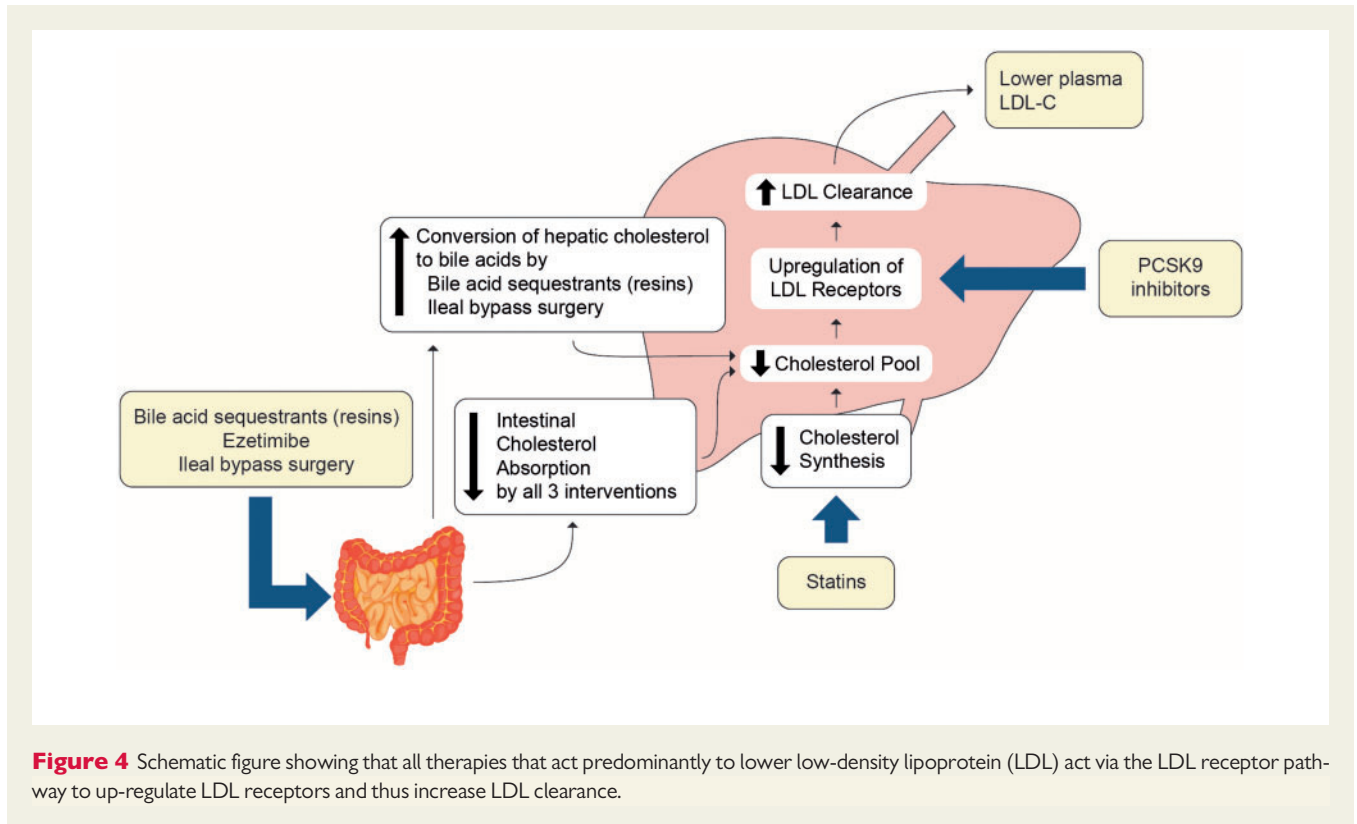 Lower plasma
LDL-C
LDL Clearance
Conversion of hepatic cholesterol
to bile acids by
Bile acid sequestrants (resins)
Ileal bypass surgery
Upregulation of
LDL Receptors
PCSK9
inhibitors
Cholesterol Pool
Bile acid sequestrants (resins)
Ezetimibe
Ileal bypass surgery
Intestinal
Cholesterol
Absorption
by all 3 interventions
Cholesterol
Synthesis
Statins
Figure 4 Schematic figure showing that all therapies that act predominantly to lower low-density lipoprotein (LDL) act via the LDL receptor path-
way to up-regulate LDL receptors and thus increase LDL clearance.